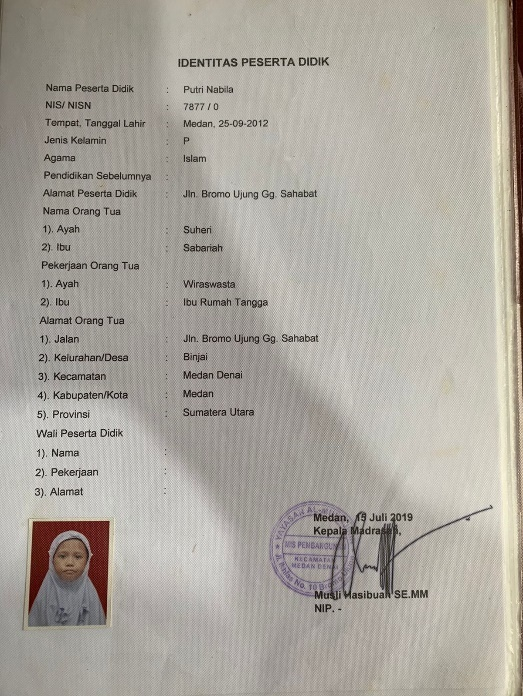 IDENTITAS PESERTA DIDIK
Nama Peserta Didik : Putri Nabila
NIS/ NISN : 7877 / 0
Tempat, Tanggal Lahir : Medan, 25-09-2012
Jenis Kelamin : P
Agama : Islam
Pendidikan Sebelumnya :
Alamat Peserta Didik : Jln. Bromo Ujung Gg. Sahabat
Nama Orang Tua
1). Ayah : Suheri
2). Ibu : Sabariah
Pekerjaan Orang Tua
1). Ayah : Wiraswasta
2). Ibu : Ibu Rumah Tangga
Alamat Orang Tua
1). Jalan : Jln. Bromo Ujung Gg. Sahabat
2). Kelurahan/Desa : Binjai
3). Kecamatan : Medan Denai
4). Kabupaten/Kota : Medan
5). Provinsi : Sumatera Utara
Wali Peserta Didik
1). Nama :
2). Pekerjaan :
3). Alamat :
Medan, 15 Juli 2019
Kepala Madrasah,
YAYASAN
MIS
KECAMATAN
MEDAN DENAI
Musli Hasibuan SE.MM
NIP. -